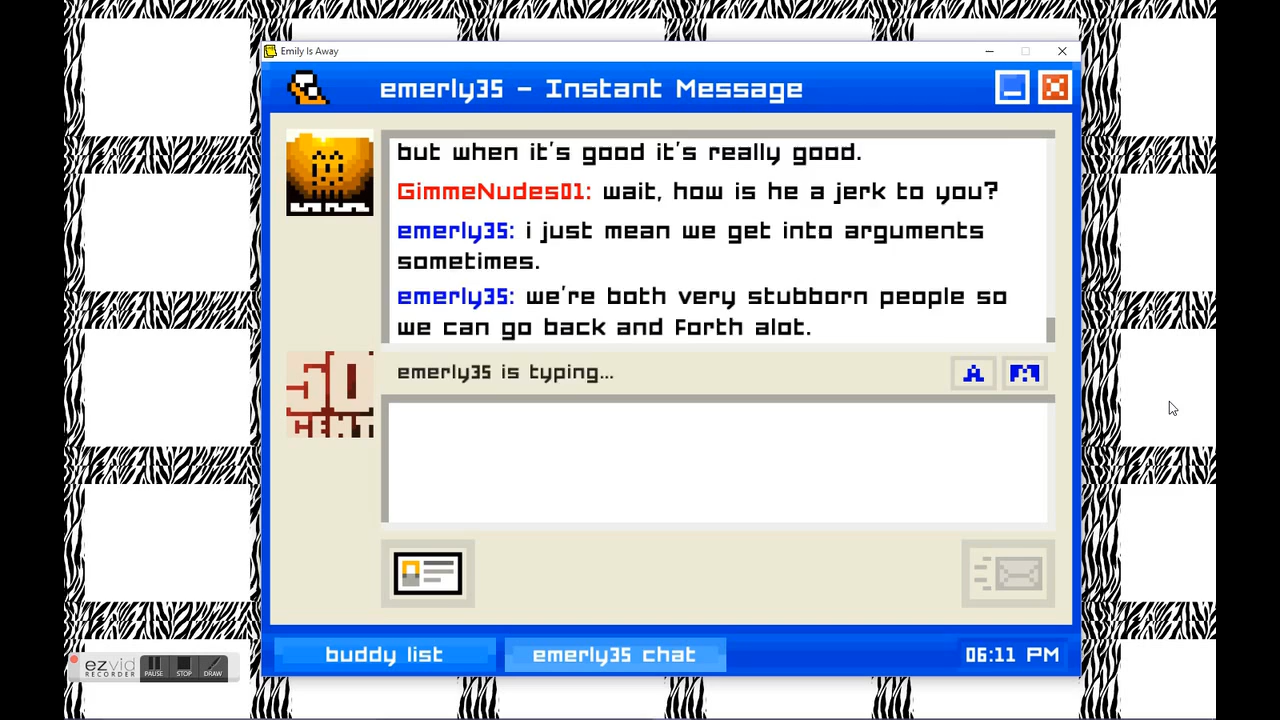 Emily Is Away
emerly35 - Instant Message
but when it's good it's really good.
GimmeNudes01: wait, how is he a jerk to you?
emerly35: i just mean we get into arguments
sometimes.
emerly35: we're both very stubborn people so
we can go back and forth alot.
emerly35 is typing...
A
50
CENT
buddy list
emerly35 chat
06:11 PM
ezvid
RECORDER
PAUSE
STOP
DRAW